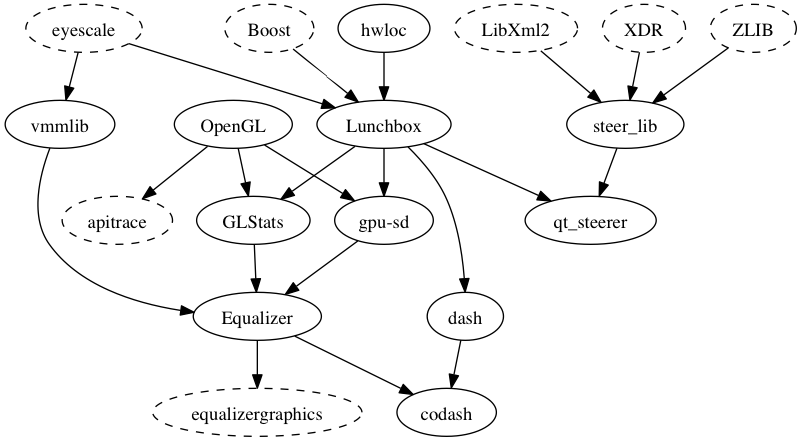 eyescale
Boost
hwloc
LibXml2
XDR
ZLIB
vmmlib
OpenGL
Lunchbox
steer_lib
apitrace
GLStats
gpu-sd
qt_steerer
Equalizer
dash
equalizergraphics
codash